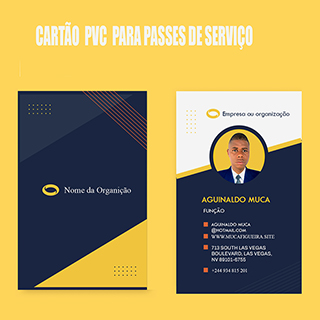 CARTÃO PVC PARA PASSES DE SERVIÇO
Nome da Organição
Empresa ou organização
AGUINALDO MUCA
FUNÇÃO
AGUINALDO MUCA
@HOTMAIL.COM
WWW.MUCAFIGUEIRA.SITE
713 SOUTH LAS VEGAS
BOULEVARD, LAS VEGAS,
NV 89101-6755
+244 934 815 201